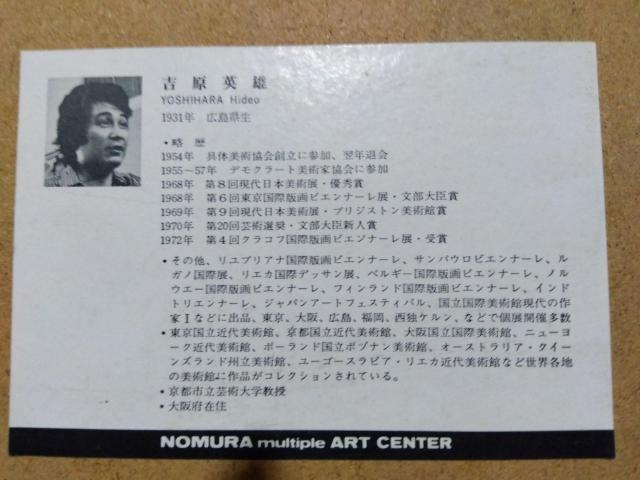 吉原英雄
YOSHIHARA Hideo
1931年 広島県生
・略 歴
1954年 具体美術協会創立に参加、翌年退会
1955〜57年 デモクラート美術家協会に参加
1968年 第8回現代日本美術展・優秀賞
1968年 第6回東京国際版画ビエンナーレ展・文部大臣賞
1969年 第9回現代日本美術展・ブリジストン美術館賞
1970年 第20回芸術選奨・文部大臣新人賞
1972年 第4回クラコフ国際版画ビエンナーレ展・受賞
・その他、リユブリアナ国際版画ビエンナーレ、サンパウロビエンナーレ、ル
ガノ国際展、リエカ国際デッサン展、ベルギー国際版画ビエンナーレ、ノル
ウエー国際版画ビエンナーレ、フィンランド国際版画ビエンナーレ、インド
トリエンナーレ、ジャパンアートフェスティバル、国立国際美術館現代の作
家Iなどに出品、東京、大阪、広島、福岡、西独ケルン、などで個展開催多数
・東京国立近代美術館、京都国立近代美術館、大阪国立国際美術館、ニューヨ
ーク近代美術館、ポーランド国立ポブナン美術館、オーストラリア・クイ
ーンズランド州立美術館、ユーゴースラビア・リエカ近代美術館など世界各地
の美術館に作品がコレクションされている。
・京都市立芸術大学教授
・大阪府在住
NOMURA multiple ART CENTER